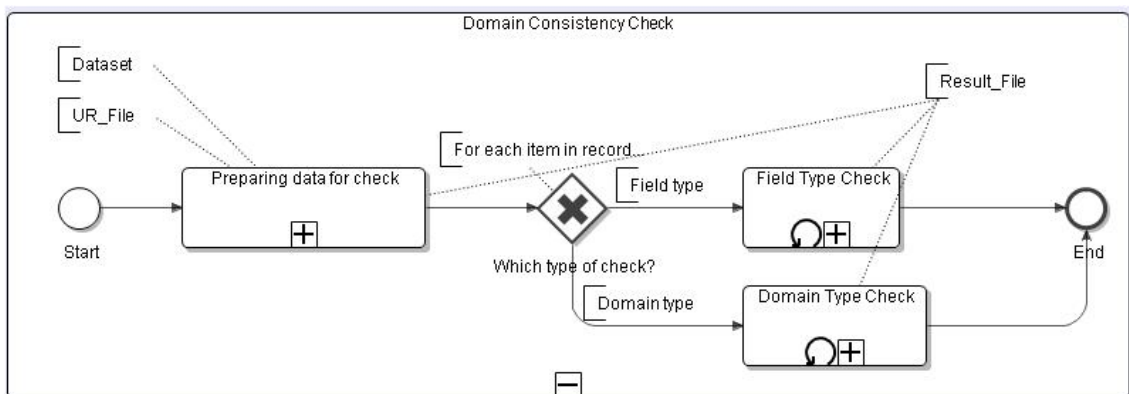 Domain Consistency Check
Dataset
Result_File
UR_File
For each item in record...
Preparing data for check
Field type
Field Type Check
Start
Which type of check?
End
Domain type
Domain Type Check